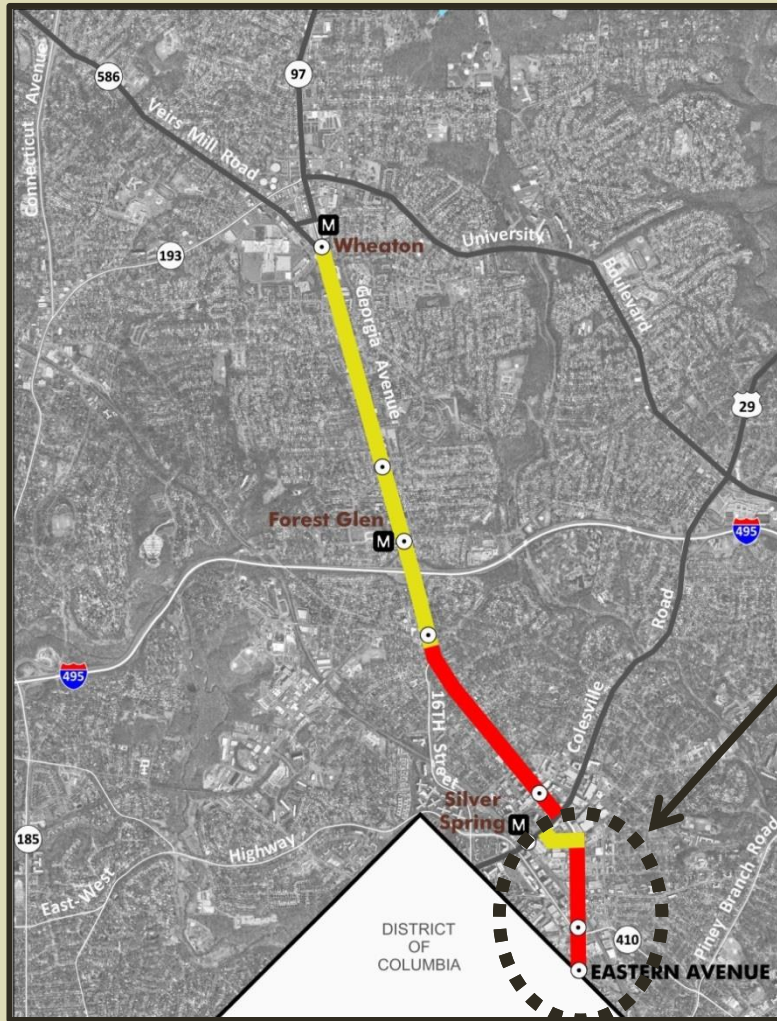 586
97
Connecticut Avenue
Veirs Mill Road
M
Wheaton
University
Boulevard
193
Georgia Avenue
29
Forest Glen
M
495
Road
495
16TH Street
Colesville
Silver
Spring
M
185
Highway
East-West
Piney Branch Road
DISTRICT
OF
COLUMBIA
410
EASTERN AVENUE